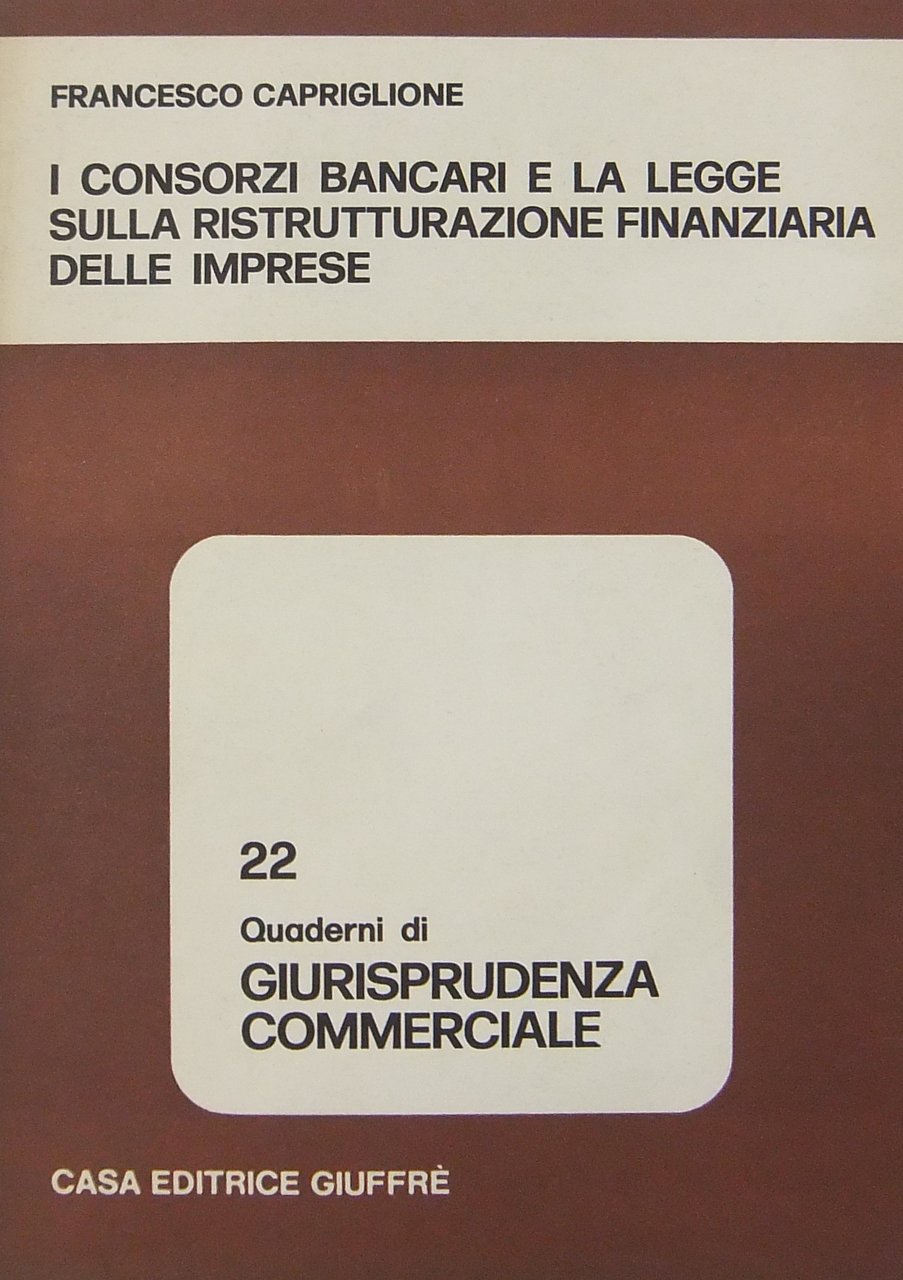 FRANCESCO CAPRIGLIONE
I CONSORZI BANCARI E LA LEGGE
SULLA RISTRUTTURAZIONE FINANZIARIA
DELLE IMPRESE
22
Quaderni di
GIURISPRUDENZA
COMMERCIALE
CASA EDITRICE GIUFFRÈ